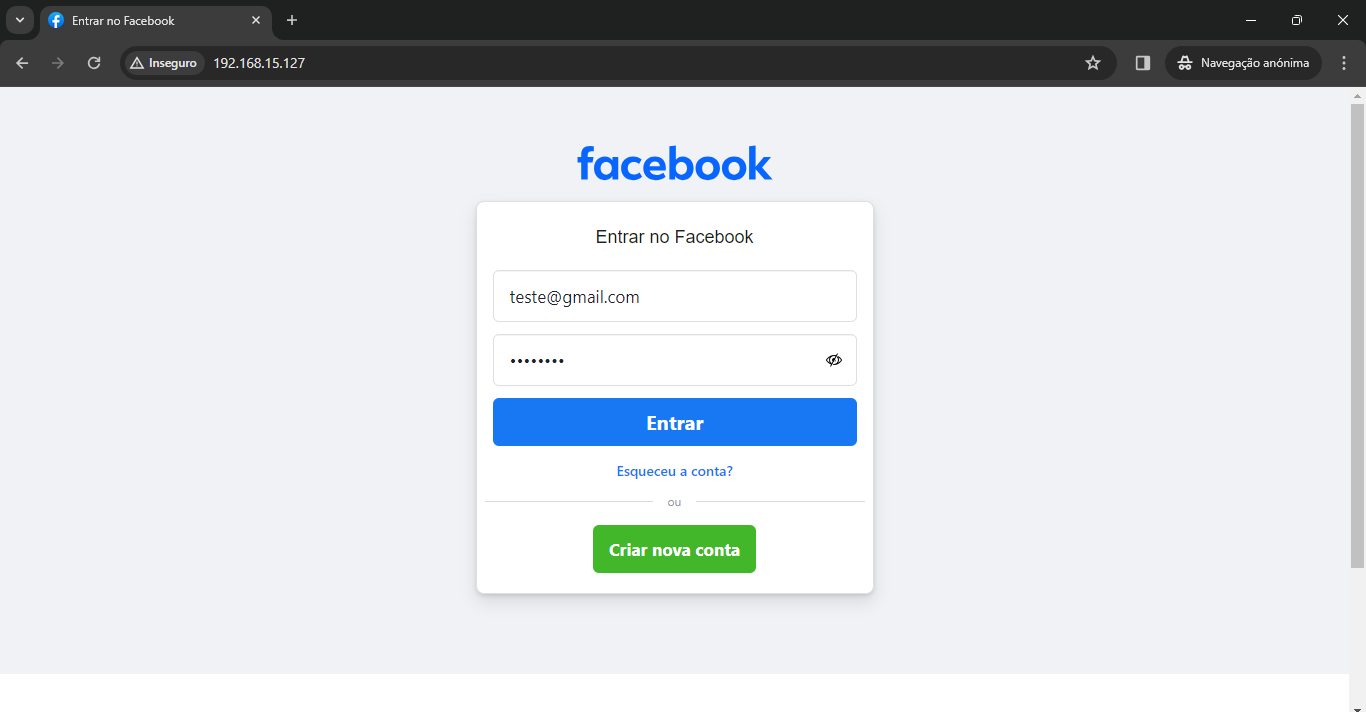 Entrar no Facebook
Inseguro
192.168.15.127
Navegação anónima
facebook
Entrar no Facebook
teste@gmail.com
••••••••
Entrar
Esqueceu a conta?
ou
Criar nova conta